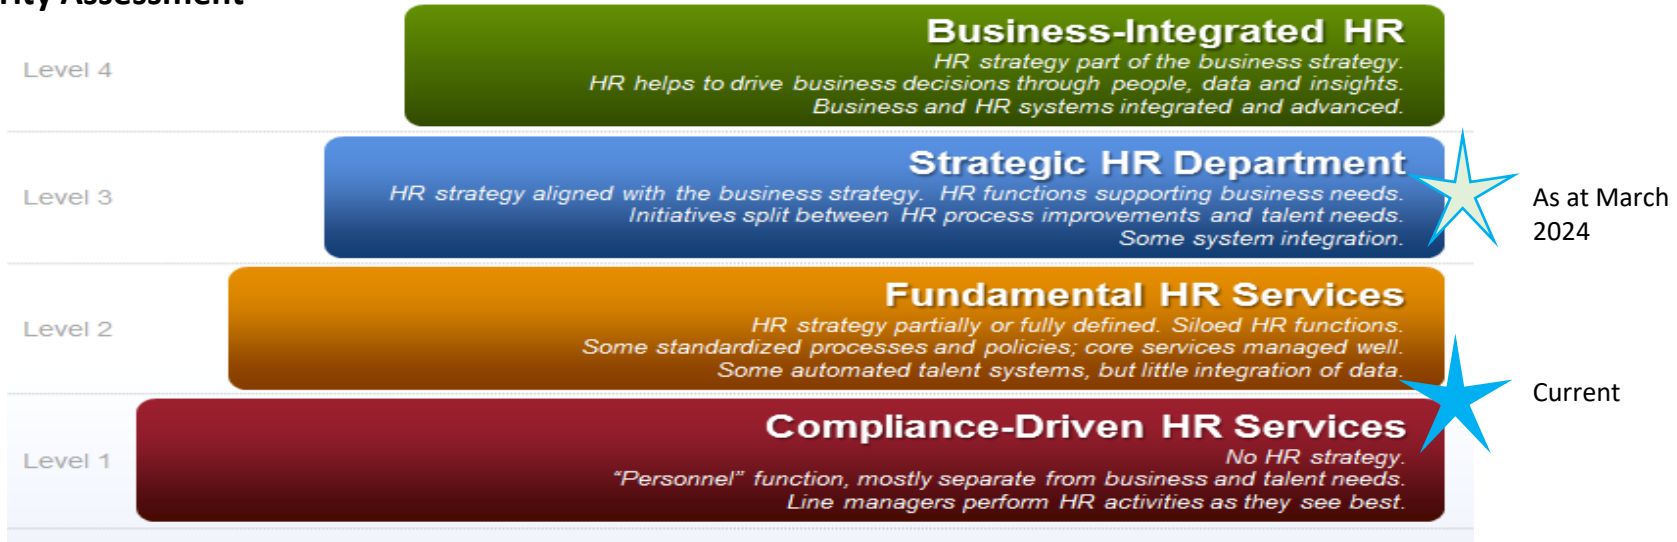 rity Assessment
Level 4
Business-Integrated HR
HR strategy part of the business strategy.
HR helps to drive business decisions through people, data and insights.
Business and HR systems integrated and advanced.
Level 3
Strategic HR Department
HR strategy aligned with the business strategy. HR functions supporting business needs.
Initiatives split between HR process improvements and talent needs.
Some system integration.
As at March
2024
Level 2
Fundamental HR Services
HR strategy partially or fully defined. Siloed HR functions.
Some standardized processes and policies; core services managed well.
Some automated talent systems, but little integration of data.
Current
Level 1
Compliance-Driven HR Services
No HR strategy.
“Personnel” function, mostly separate from business and talent needs.
Line managers perform HR activities as they see best.